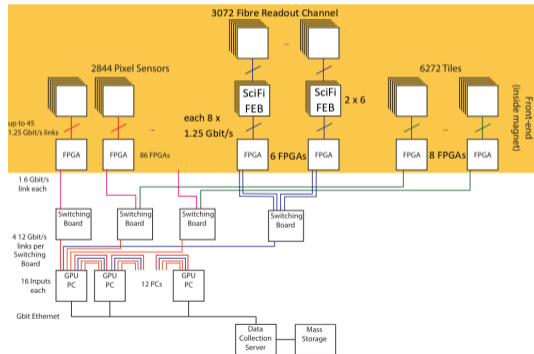 3072 Fibre Readout Channel
...
2844 Pixel Sensors
6272 Tiles
SciFi
FEB
SciFi
FEB
2 x 6
Front-end
(inside magnet)
up to 45
1.25 Gbit/s links
...
each 8 x
1.25 Gbit/s
...
FPGA
FPGA
86 FPGAs
FPGA
6 FPGAs
FPGA
FPGA
8 FPGAs
FPGA
1 6 Gbit/s
link each
Switching
Board
Switching
Board
Switching
Board
Switching
Board
4 12 Gbit/s
links per
Switching
Board
16 Inputs
each
GPU
PC
GPU
PC
12 PCs
GPU
PC
Gbit Ethernet
Data
Collection
Server
Mass
Storage